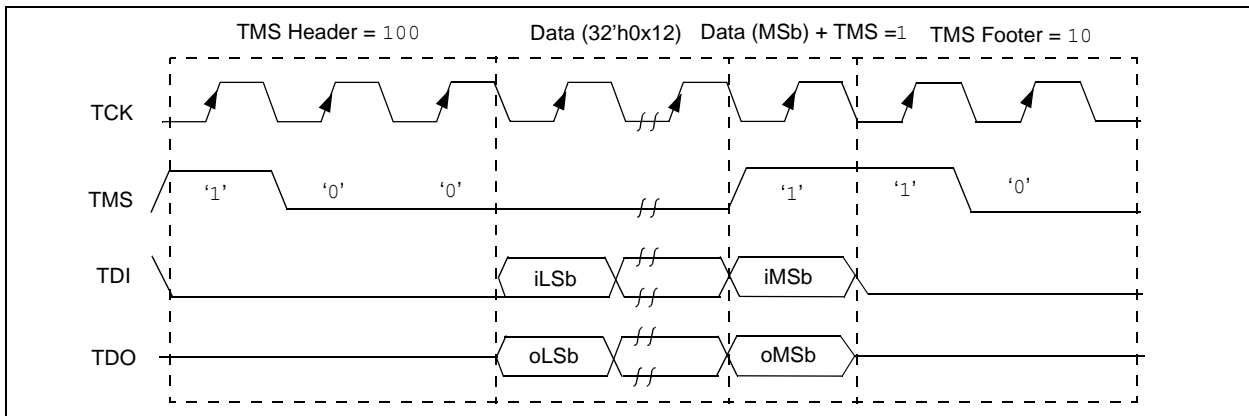 TMS Header = 100 Data (32'h0x12) Data (MSb) + TMS =1 TMS Footer = 10
TCK
TMS ‘1’ ‘0’ ‘0’ ‘1’ ‘1’ ‘0’
TDI iLSb iMSb
TDO oLSb oMSb